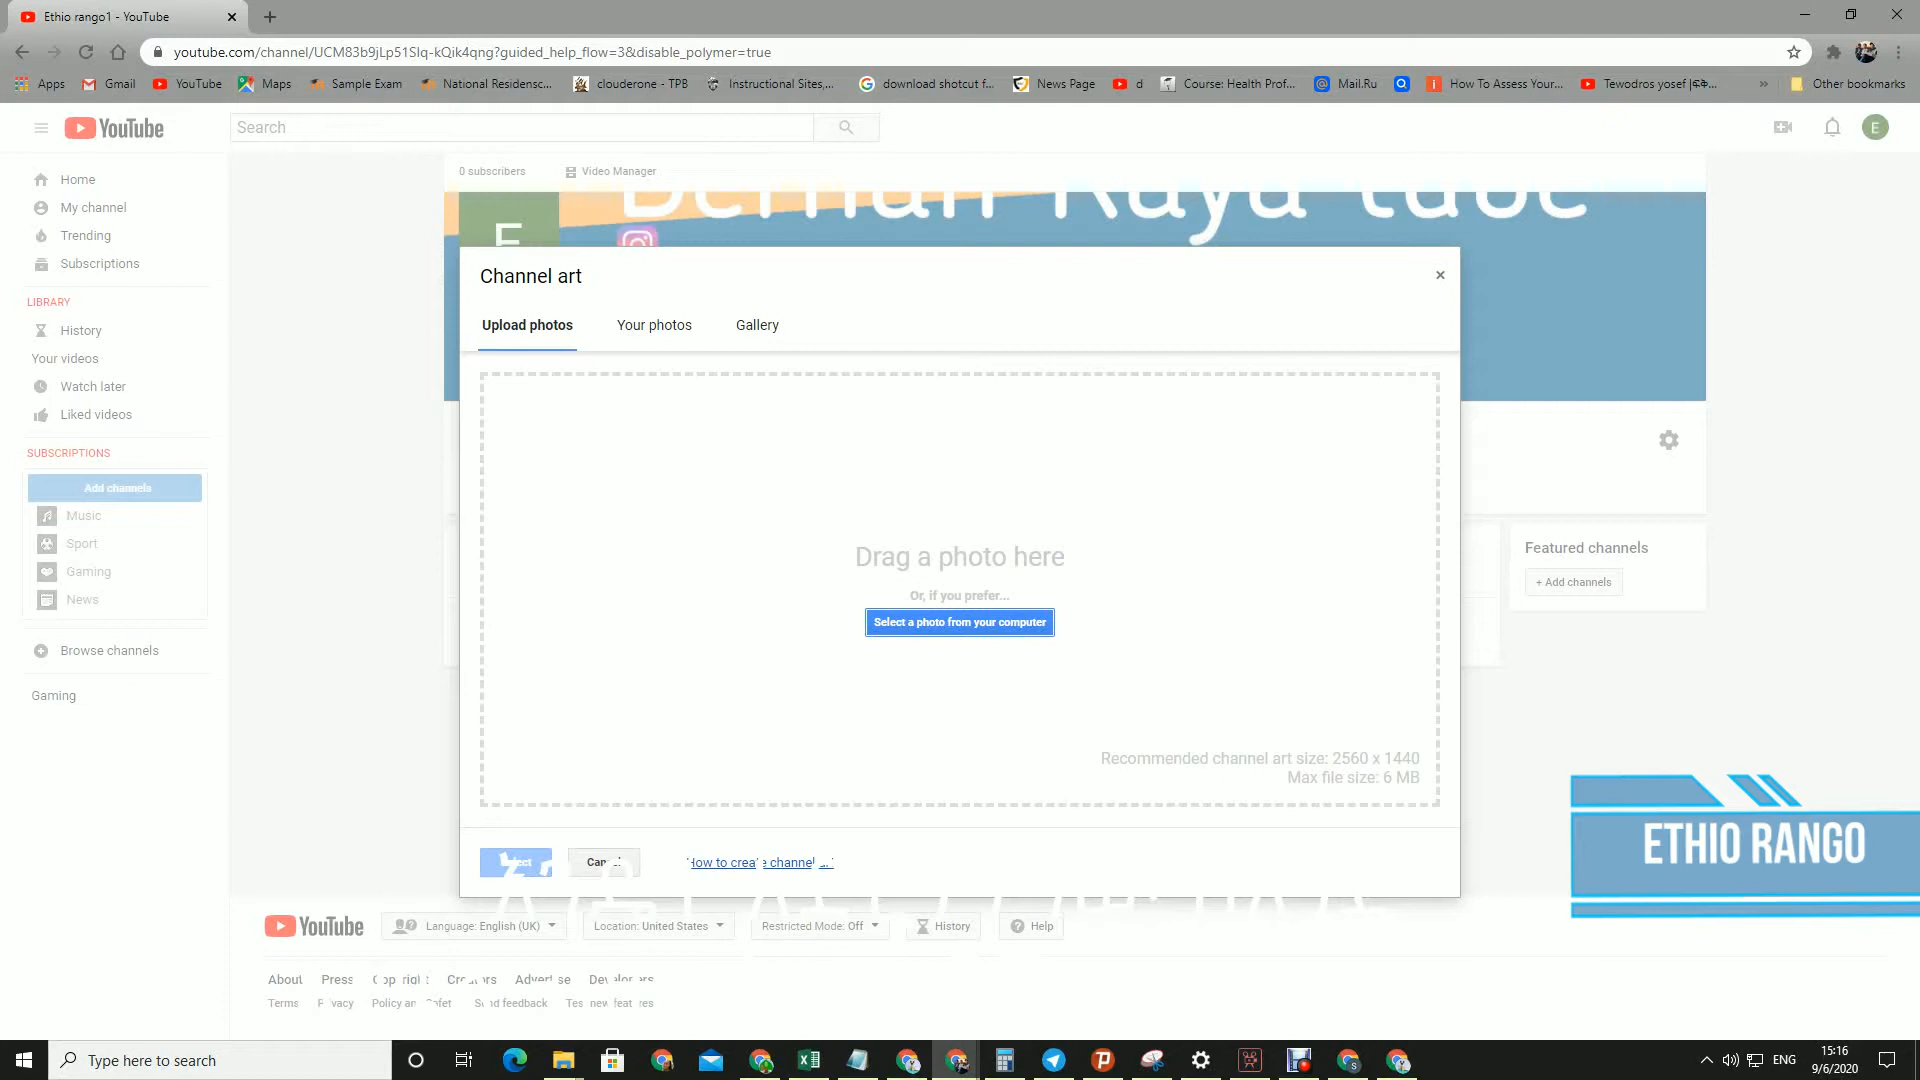 Ethio rango1 - YouTube
youtube.com/channel/UCM83b9jLp51SIq-kQik4qng?guided_help_flow=3&disable_polymer=true
Apps Gmail YouTube Maps Sample Exam National Residensc... clouderone - TPB Instructional Sites,... download shotcut f... News Page d Course: Health Prof... Mail.Ru How To Assess Your... Tewodros yosef | Other bookmarks
YouTube
Search
E
0 subscribers Video Manager
Home
My channel
Trending
Subscriptions
LIBRARY
History
Your videos
Watch later
Liked videos
SUBSCRIPTIONS
Add channels
Music
Sport
Gaming
News
Browse channels
Gaming
Raya tube
E
Channel art
Upload photos Your photos Gallery
Drag a photo here
Or, if you prefer...
Select a photo from your computer
Recommended channel art size: 2560 x 1440
Max file size: 6 MB
Featured channels
+ Add channels
ETHIO RANGO
YouTube
Language: English (UK) Location: United States Restricted Mode: Off History Help
About Press Advertise
Terms feedback
Type here to search
ENG
15:16
9/6/2020